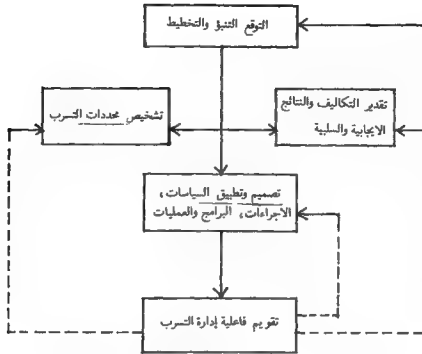 التوقع التنبؤ والتخطيط
تقدير التكاليف والنتائج
الايجابية والسلبية
تشخيص محددات التسرب
تصميم وتطبيق السياسات ،
الأجراءات، البرامج والعمليات
تقويم فاعلية إدارة التسرب